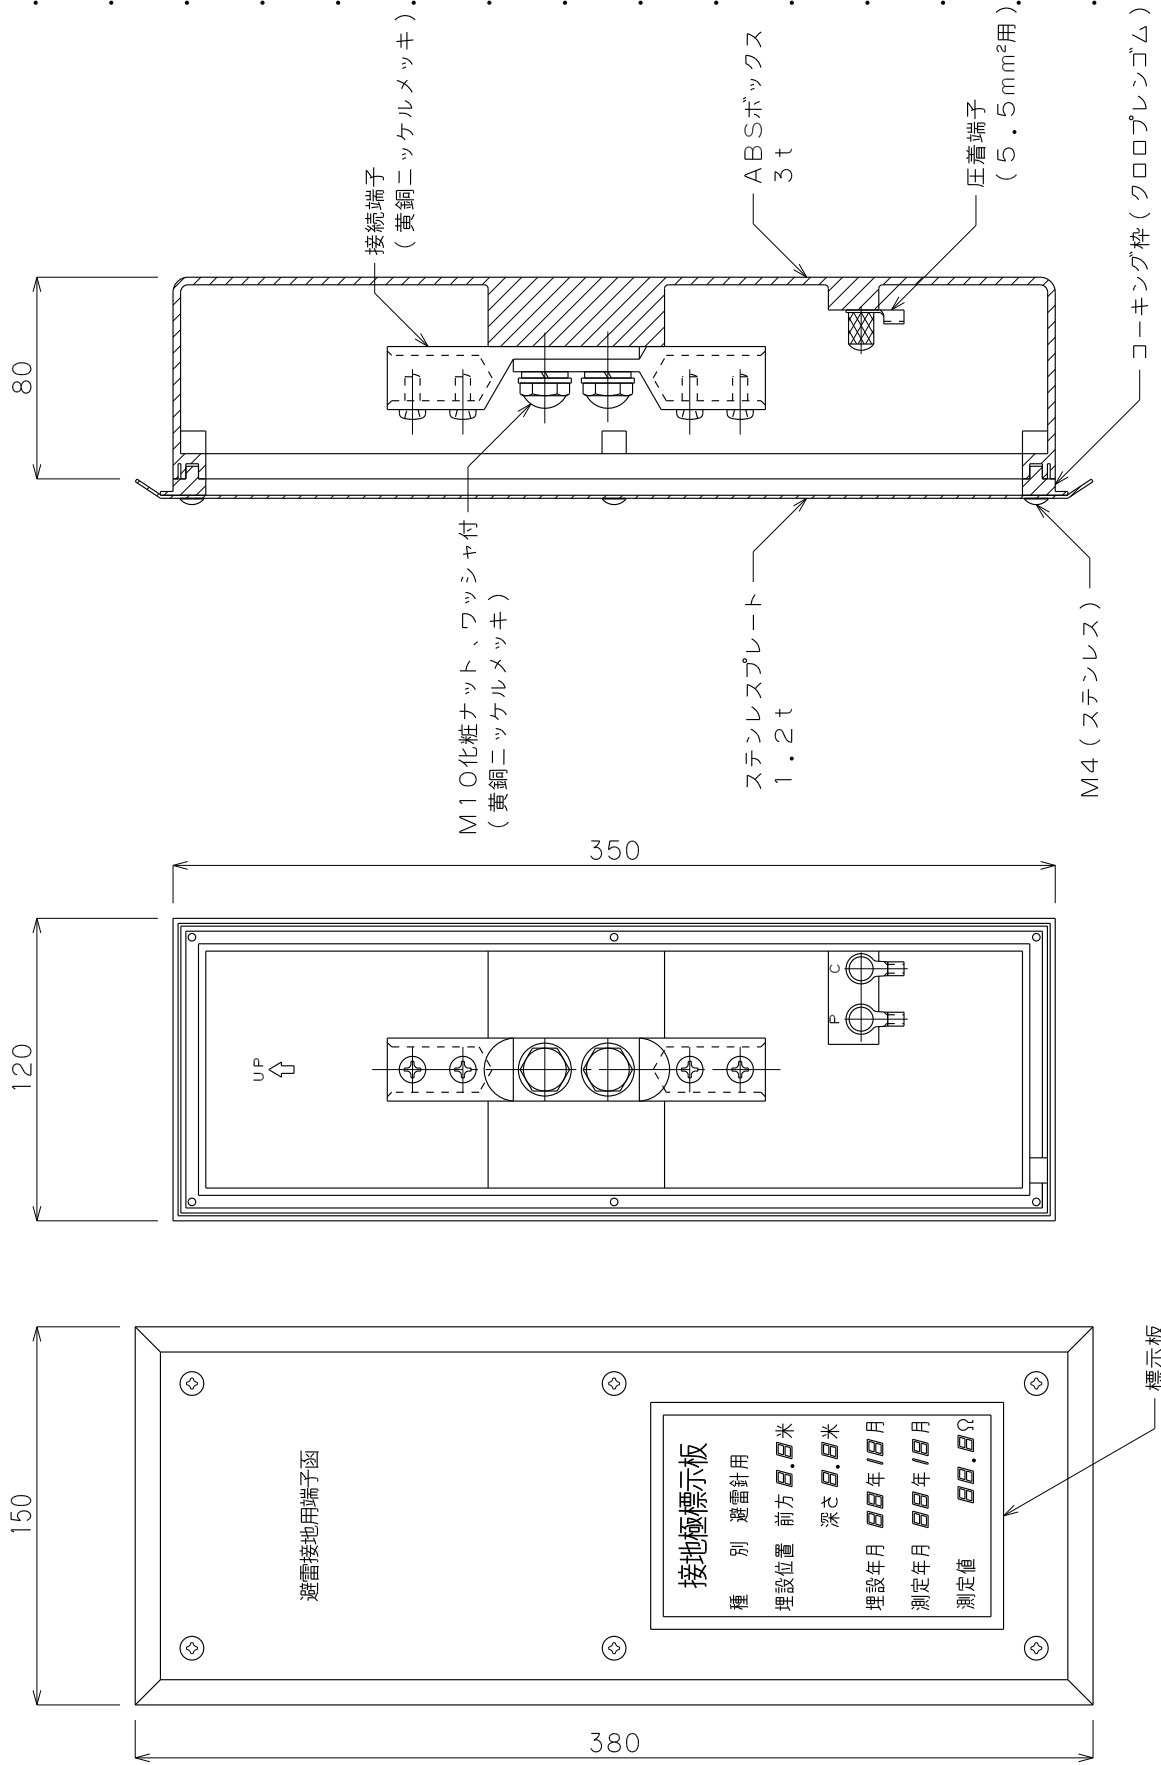 150
380
避雷接地用端子函
接地極標示板
種 別 避雷針用
埋設位置 前方 8.8米
深さ 8.8米
埋設年月 88年18月
測定年月 88年18月
測定値 88.8Ω
標示板
120
350
UP
P
C
80
接続端子
(黄銅ニッケルメッキ)
M10化粧ナット、ワッシャ付
(黄銅ニッケルメッキ)
ABSボックス
3t
ステンレスプレート
1.2t
圧着端子
(5.5mm²用)
M4(ステンレス)
コーキング枠(クロロプレンゴム)